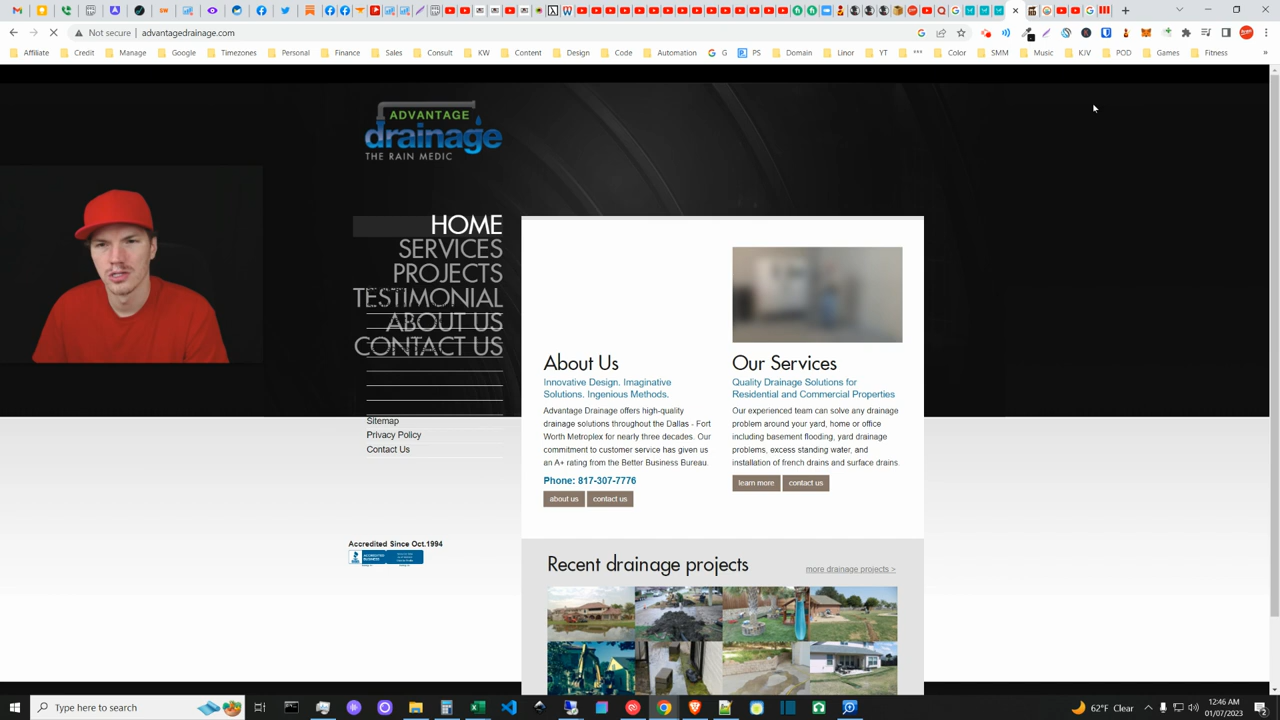 Not secure | advantagedrainage.com
Affiliate Credit Manage Google Timezones Personal Finance Sales Consult KW Content Design Code Automation G PS Domain Linor YT Color SMM Music KJV POD Games Fitness
ADVANTAGE
drainage
THE RAIN MEDIC
HOME
SERVICES
PROJECTS
TESTIMONIAL
ABOUT US
CONTACT US
Sitemap
Privacy Policy
Contact Us
Accredited Since Oct.1994
About Us
Innovative Design. Imaginative
Solutions. Ingenious Methods.
Advantage Drainage offers high-quality
drainage solutions throughout the Dallas - Fort
Worth Metroplex for nearly three decades. Our
commitment to customer service has given us
an A+ rating from the Better Business Bureau.
Phone: 817-307-7776
about us contact us
Our Services
Quality Drainage Solutions for
Residential and Commercial Properties
Our experienced team can solve any drainage
problem around your yard, home or office
including basement flooding, yard drainage
problems, excess standing water, and
installation of french drains and surface drains.
learn more contact us
Recent drainage projects
more drainage projects >
Type here to search
62°F Clear
12:46 AM
01/07/2023